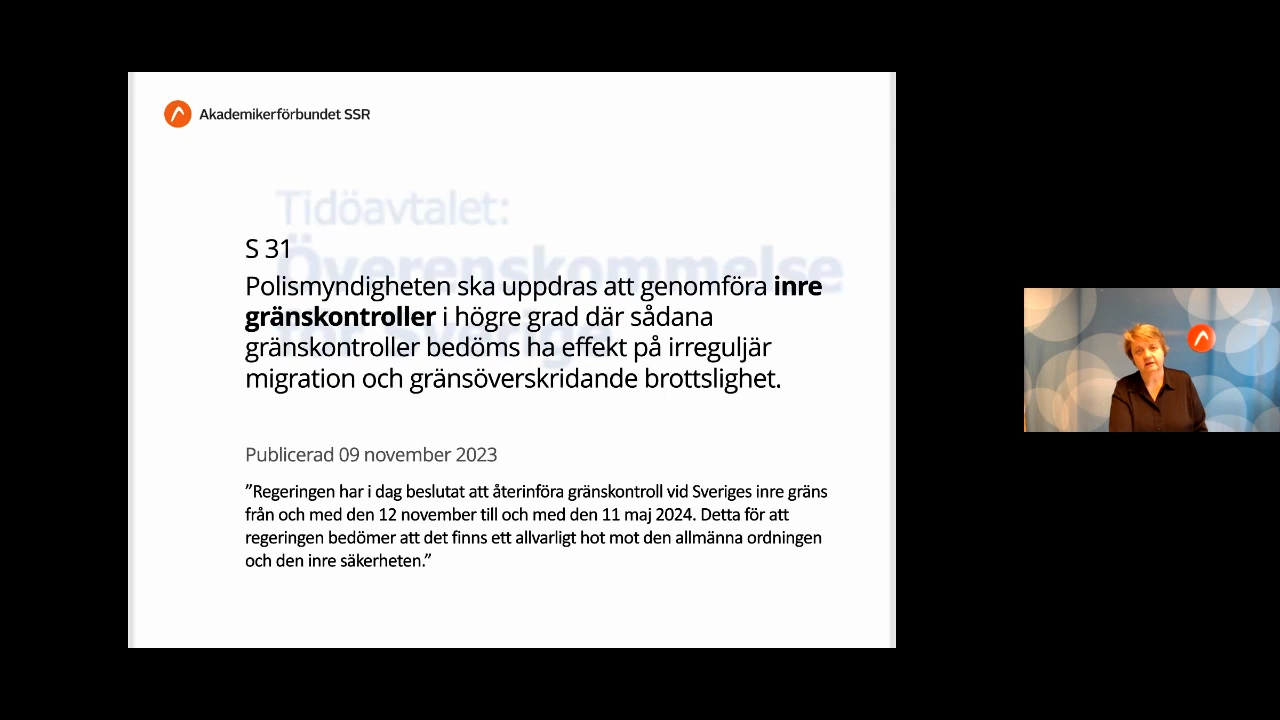 Akademikerförbundet SSR
Tidöavtalet:
Överenskommelse
för Sverige
S 31
Polismyndigheten ska uppdras att genomföra inre
gränskontroller i högre grad där sådana
gränskontroller bedöms ha effekt på irreguljär
migration och gränsöverskridande brottslighet.
Publicerad 09 november 2023
”Regeringen har i dag beslutat att återinföra gränskontroll vid Sveriges inre gräns
från och med den 12 november till och med den 11 maj 2024. Detta för att
regeringen bedömer att det finns ett allvarligt hot mot den allmänna ordningen
och den inre säkerheten.”